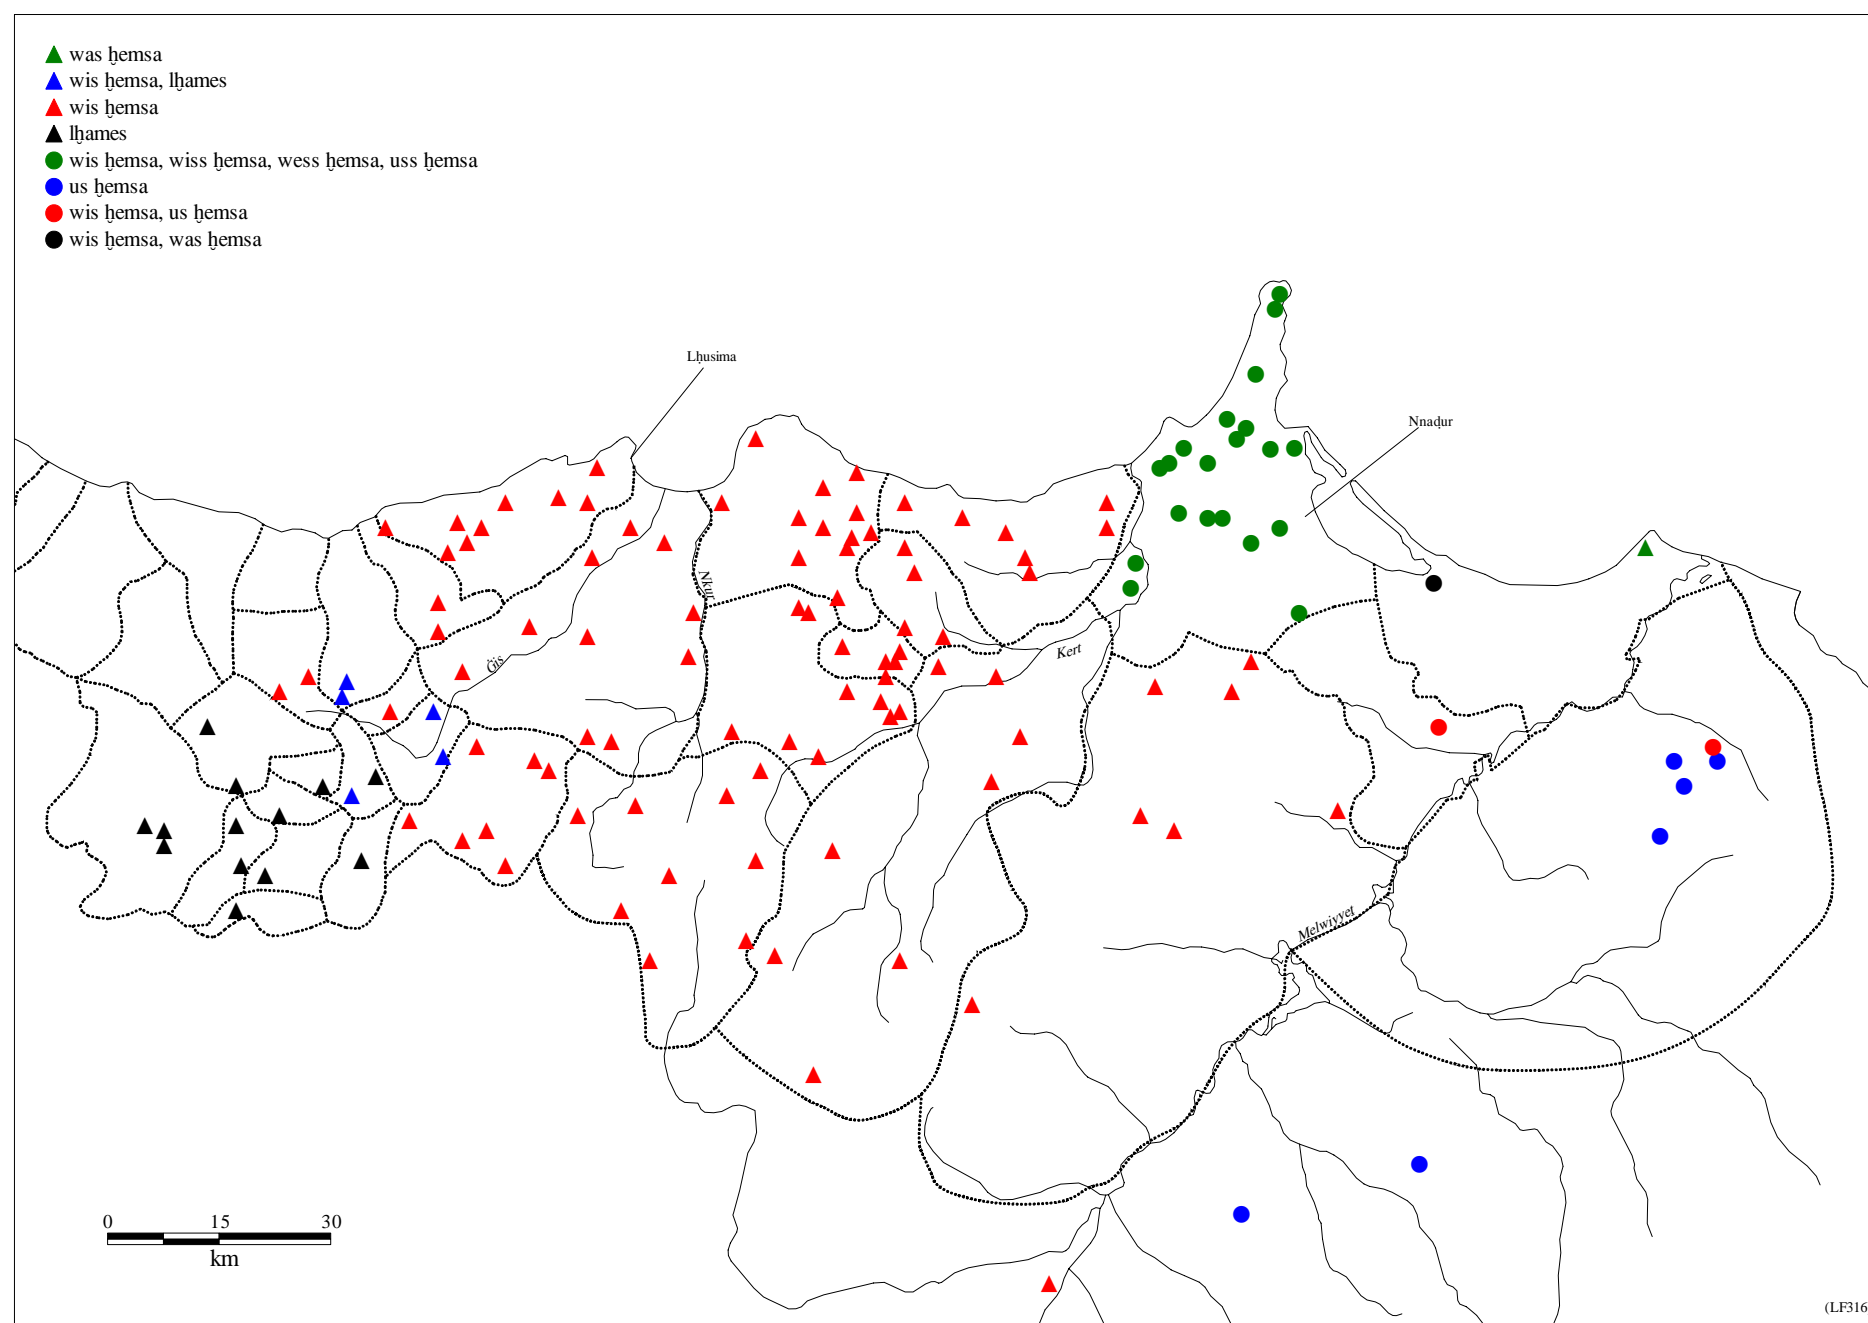 was ḫemsa
wis ḫemsa, lḫames
wis ḫemsa
lḫames
wis ḫemsa, wiss ḫemsa, wess ḫemsa, uss ḫemsa
us ḫemsa
wis ḫemsa, us ḫemsa
wis ḫemsa, was ḫemsa
Lḥusima
Nnaḍur
Nkur
Ġis
Kert
Melwiyyet
0 15 30
km
(LF316